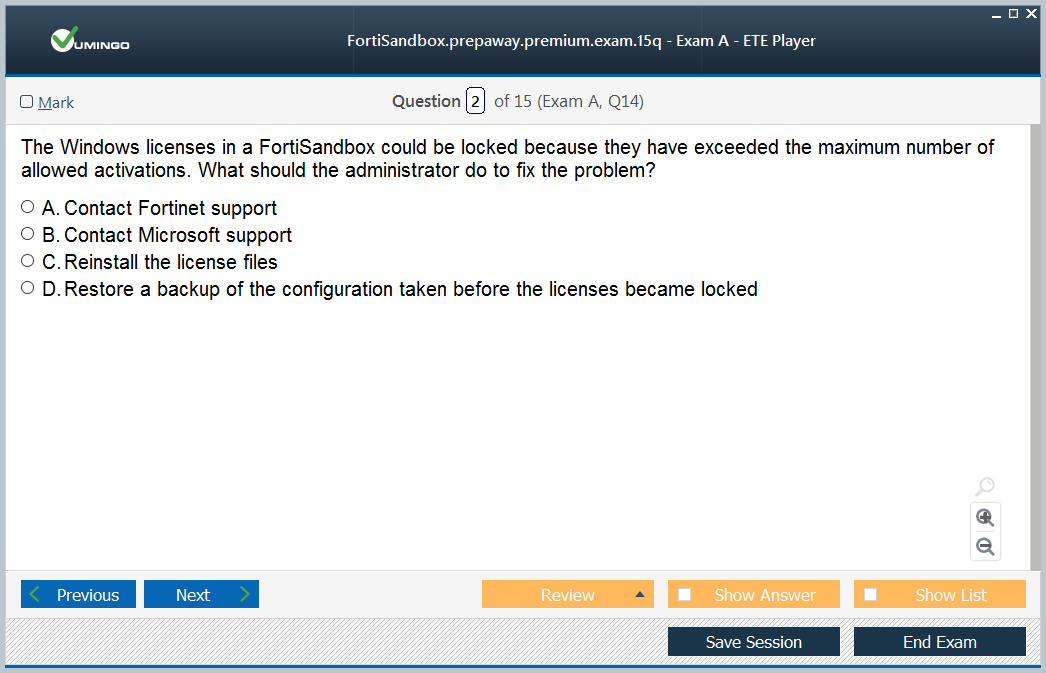 VUMINGO
FortiSandbox.prepaway.premium.exam.15q - Exam A - ETE Player
Mark
Question 2 of 15 (Exam A, Q14)
The Windows licenses in a FortiSandbox could be locked because they have exceeded the maximum number of
allowed activations. What should the administrator do to fix the problem?
A. Contact Fortinet support
B. Contact Microsoft support
C. Reinstall the license files
D. Restore a backup of the configuration taken before the licenses became locked
Previous Next Review Show Answer Show List
Save Session End Exam